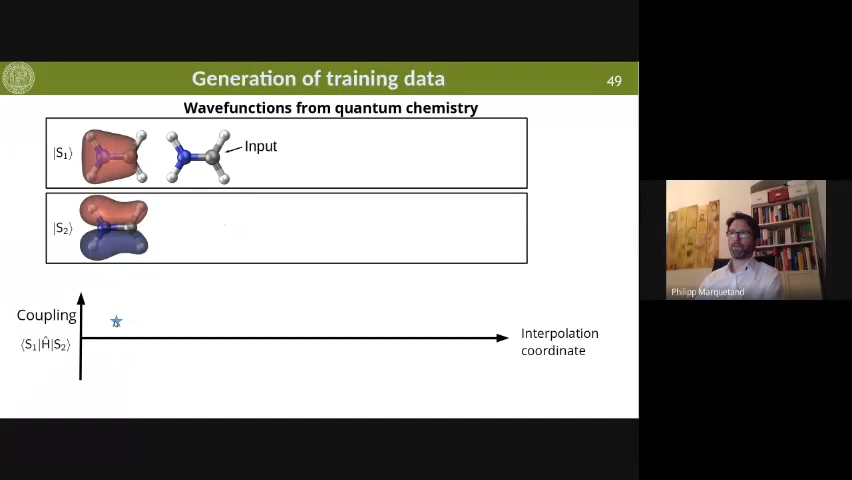 Generation of training data
49
Wavefunctions from quantum chemistry
|S₁⟩
Input
|S₂⟩
Coupling
⟨S₁|Ĥ|S₂⟩
Interpolation
coordinate
Philipp Marquetand